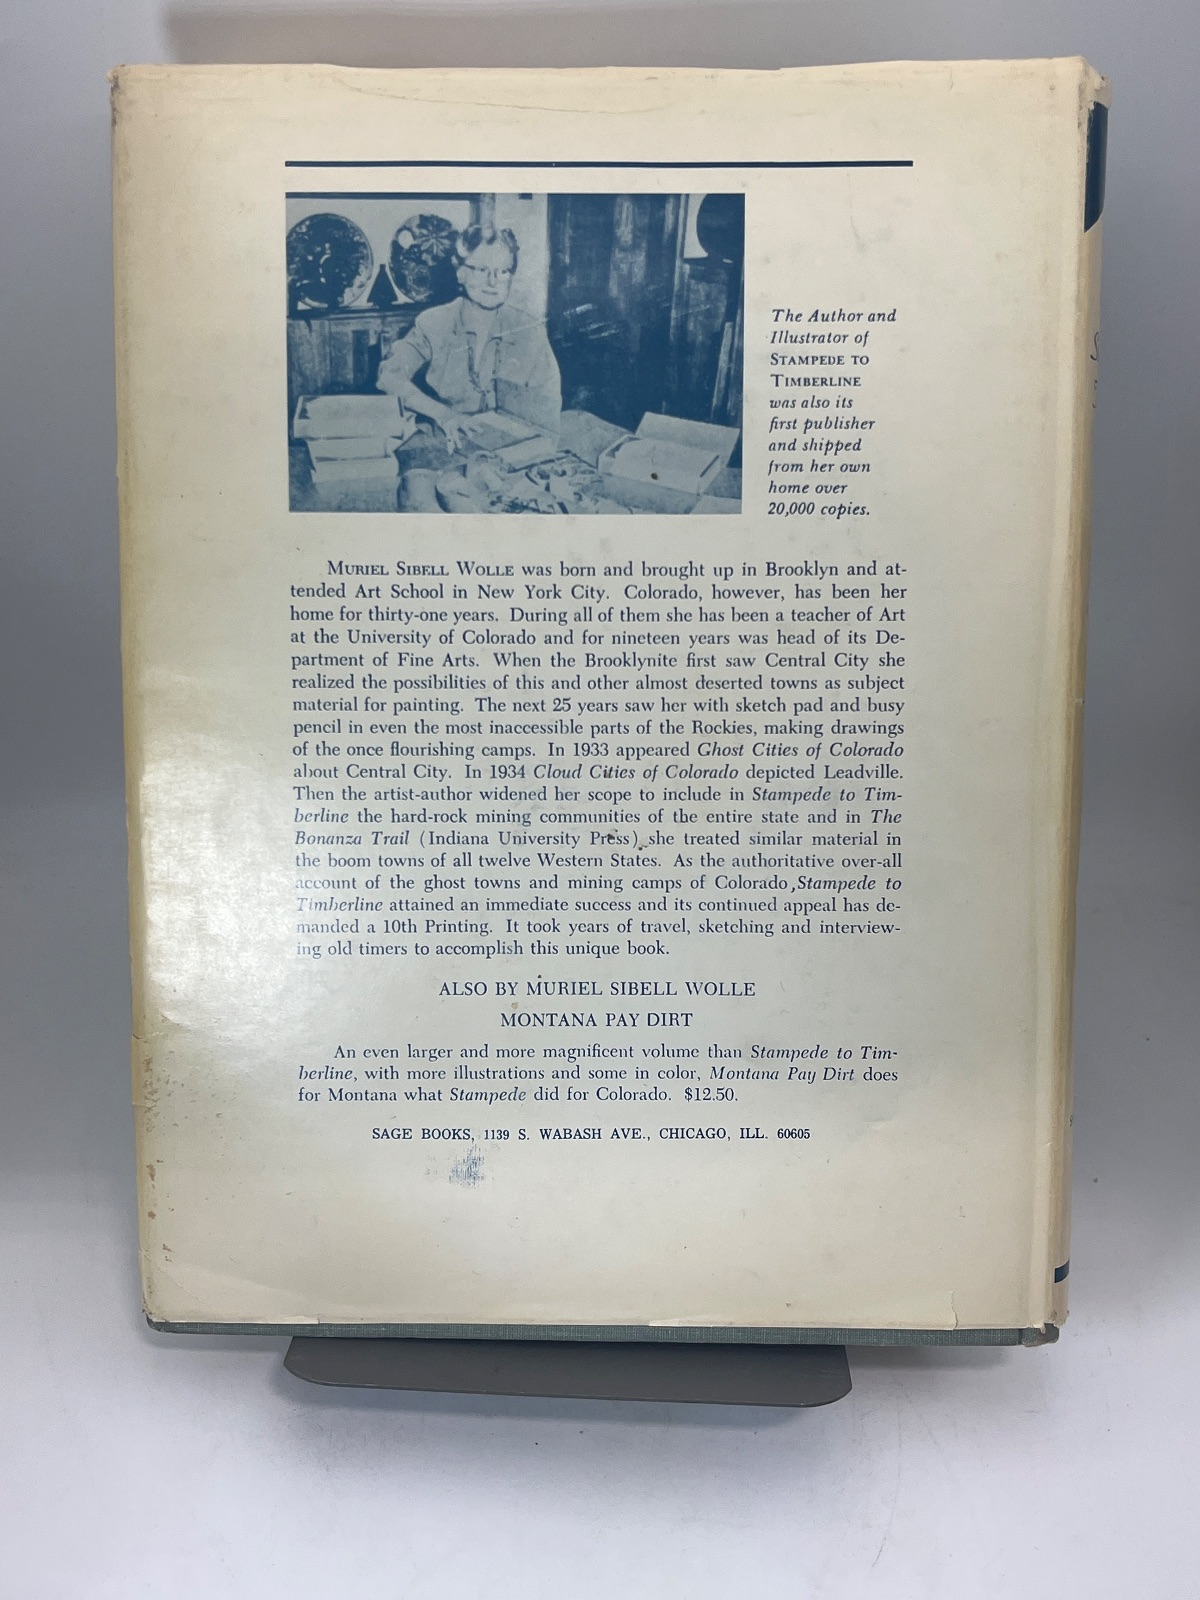 The Author and
Illustrator of
STAMPEDE TO
TIMBERLINE
was also its
first publisher
and shipped
from her own
home over
20,000 copies.
MURIEL SIBELL WOLLE was born and brought up in Brooklyn and at-
tended Art School in New York City. Colorado, however, has been her
home for thirty-one years. During all of them she has been a teacher of Art
at the University of Colorado and for nineteen years was head of its De-
partment of Fine Arts. When the Brooklynite first saw Central City she
realized the possibilities of this and other almost deserted towns as subject
material for painting. The next 25 years saw her with sketch pad and busy
pencil in even the most inaccessible parts of the Rockies, making drawings
of the once flourishing camps. In 1933 appeared Ghost Cities of Colorado
about Central City. In 1934 Cloud Cities of Colorado depicted Leadville.
Then the artist-author widened her scope to include in Stampede to Tim-
berline the hard-rock mining communities of the entire state and in The
Bonanza Trail (Indiana University Press) she treated similar material in
the boom towns of all twelve Western States. As the authoritative over-all
account of the ghost towns and mining camps of Colorado, Stampede to
Timberline attained an immediate success and its continued appeal has de-
manded a 10th Printing. It took years of travel, sketching and interview-
ing old timers to accomplish this unique book.
ALSO BY MURIEL SIBELL WOLLE
MONTANA PAY DIRT
An even larger and more magnificent volume than Stampede to Tim-
berline, with more illustrations and some in color, Montana Pay Dirt does
for Montana what Stampede did for Colorado. $12.50.
SAGE BOOKS, 1139 S. WABASH AVE., CHICAGO, ILL. 60605